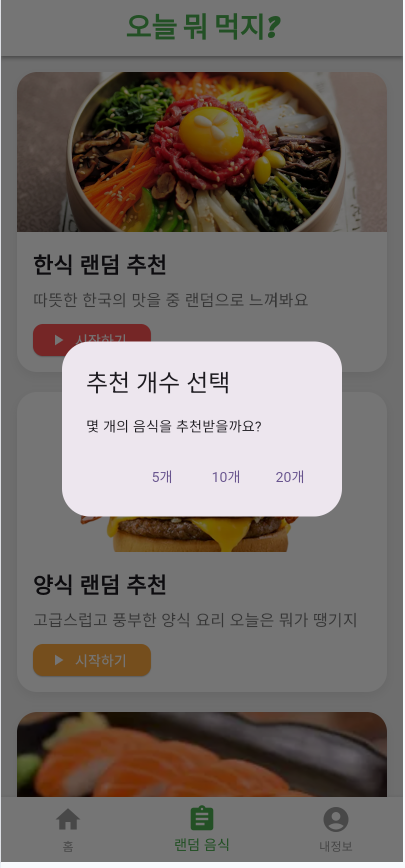 오늘 뭐 먹지?
한식 랜덤 추천
따뜻한 한국의 맛을 중 랜덤으로 느껴봐요
시작하기
추천 개수 선택
몇 개의 음식을 추천받을까요?
5개 10개 20개
양식 랜덤 추천
고급스럽고 풍부한 양식 요리 오늘은 뭐가 땡기지
시작하기
홈 랜덤 음식 내정보